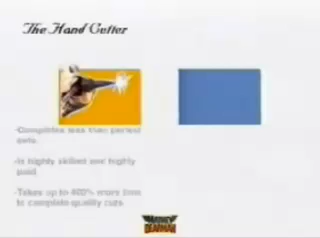 The Hand Cutter
-Completes less than perfect
cuts.
-Is highly skilled and highly
paid
-Takes up to 400% more time
to complete quality cuts
DEARMAN